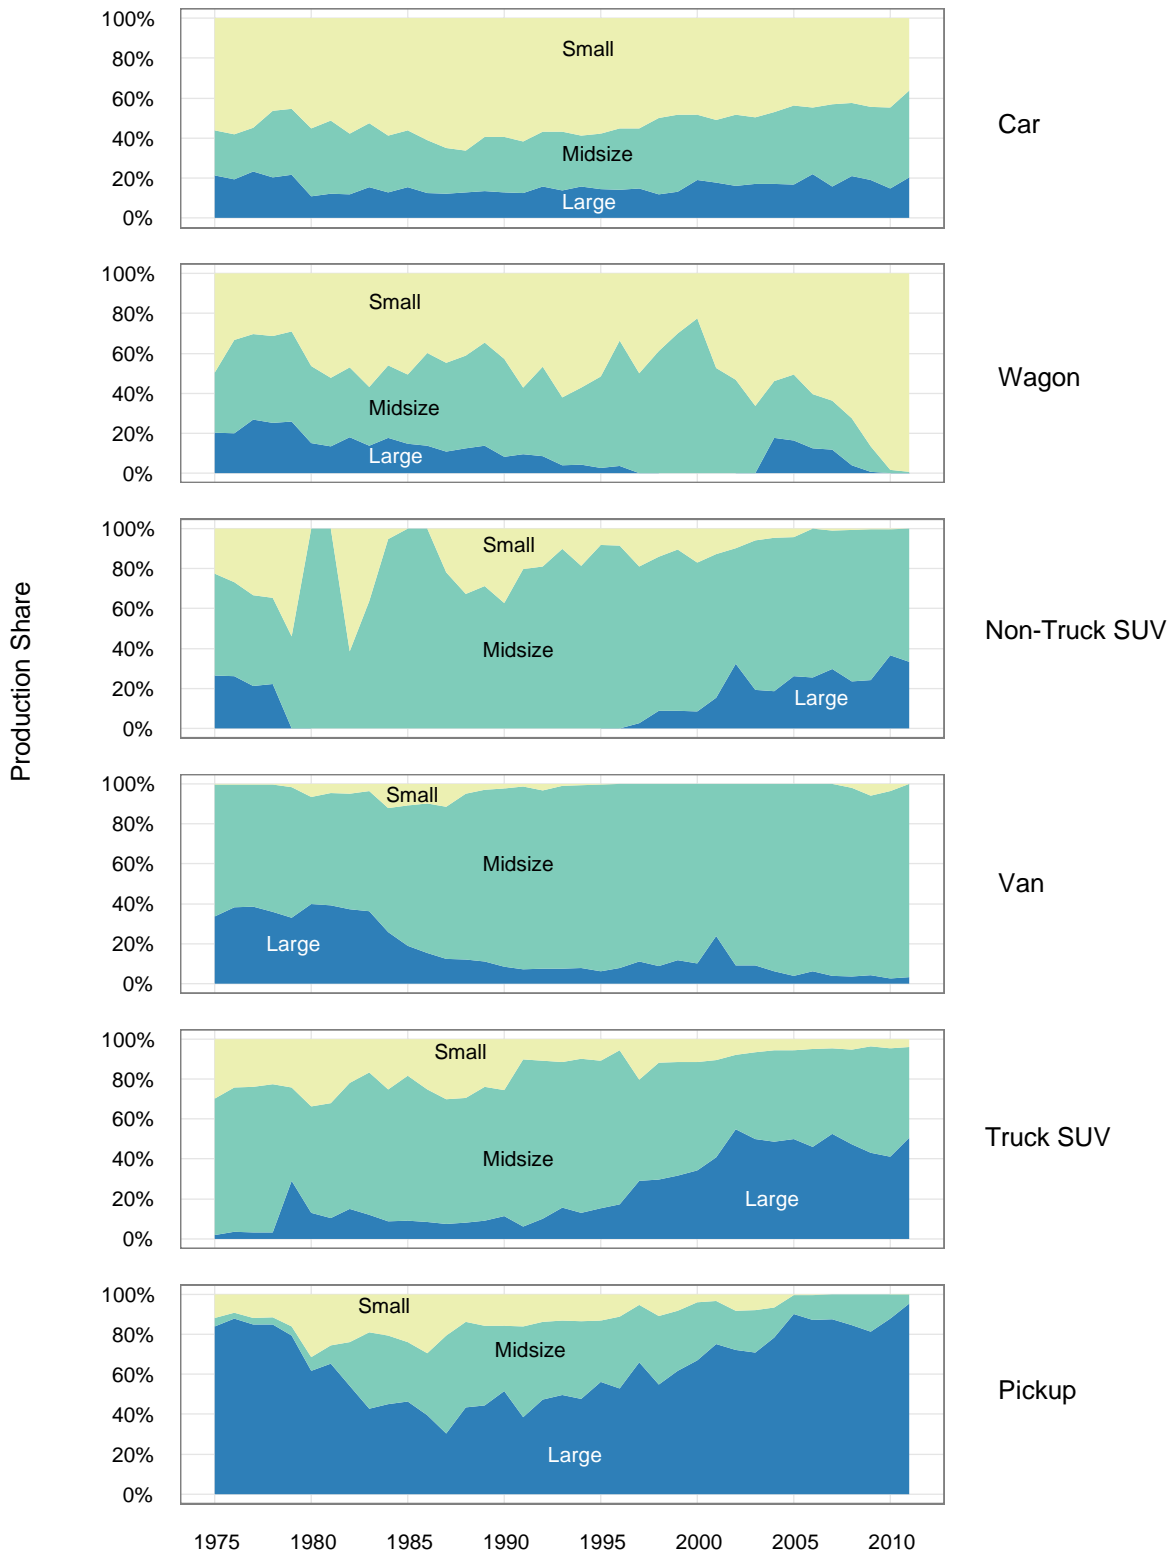 100%
80%
60%
40%
20%
0%
Small
Midsize
Large
Car
100%
80%
60%
40%
20%
0%
Small
Midsize
Large
Wagon
Production Share
100%
80%
60%
40%
20%
0%
Small
Midsize
Large
Non-Truck SUV
100%
80%
60%
40%
20%
0%
Small
Midsize
Large
Van
100%
80%
60%
40%
20%
0%
Small
Midsize
Large
Truck SUV
100%
80%
60%
40%
20%
0%
Small
Midsize
Large
Pickup
1975 1980 1985 1990 1995 2000 2005 2010